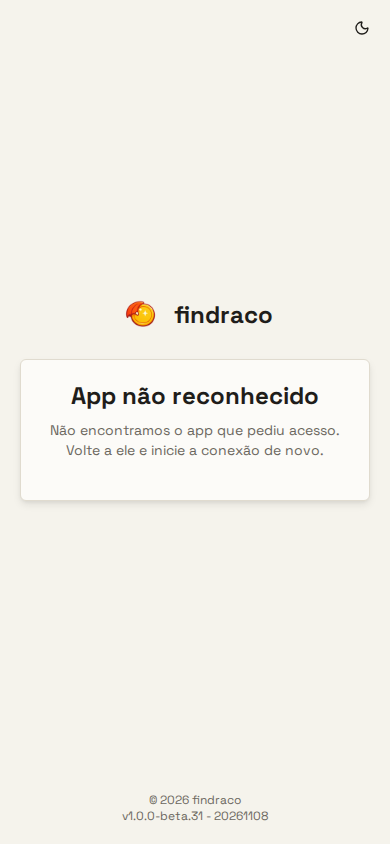 findraco
App não reconhecido
Não encontramos o app que pediu acesso.
Volte a ele e inicie a conexão de novo.
© 2026 findraco
v1.0.0-beta.31 - 20261108